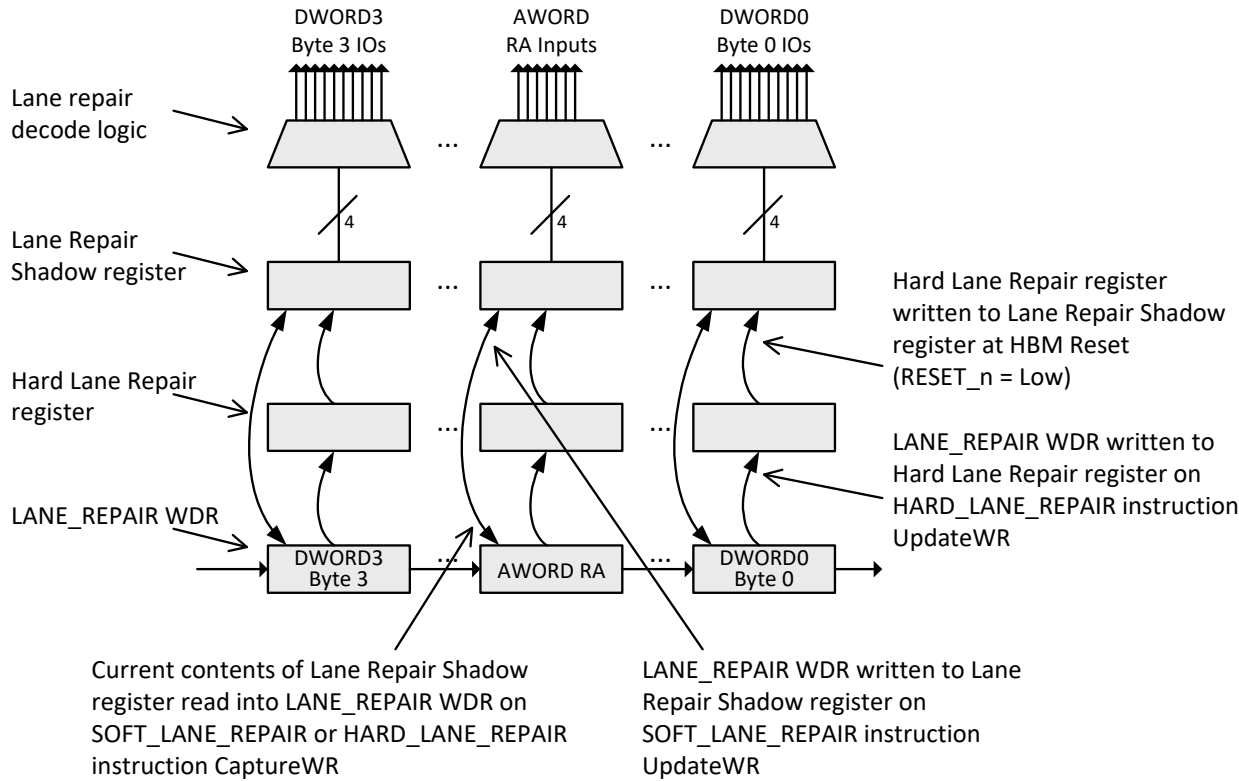 DWORD3
Byte 3 IOs
AWORD
RA Inputs
DWORD0
Byte 0 IOs
Lane repair
decode logic
...
...
4
4
4
Lane Repair
Shadow register
...
...
Hard Lane Repair register
written to Lane Repair Shadow
register at HBM Reset
(RESET_n = Low)
Hard Lane Repair
register
...
...
LANE_REPAIR WDR written to
Hard Lane Repair register on
HARD_LANE_REPAIR instruction
UpdateWR
LANE_REPAIR WDR
DWORD3
Byte 3
...
AWORD RA
...
DWORD0
Byte 0
Current contents of Lane Repair Shadow
register read into LANE_REPAIR WDR on
SOFT_LANE_REPAIR or HARD_LANE_REPAIR
instruction CaptureWR
LANE_REPAIR WDR written to Lane
Repair Shadow register on
SOFT_LANE_REPAIR instruction
UpdateWR